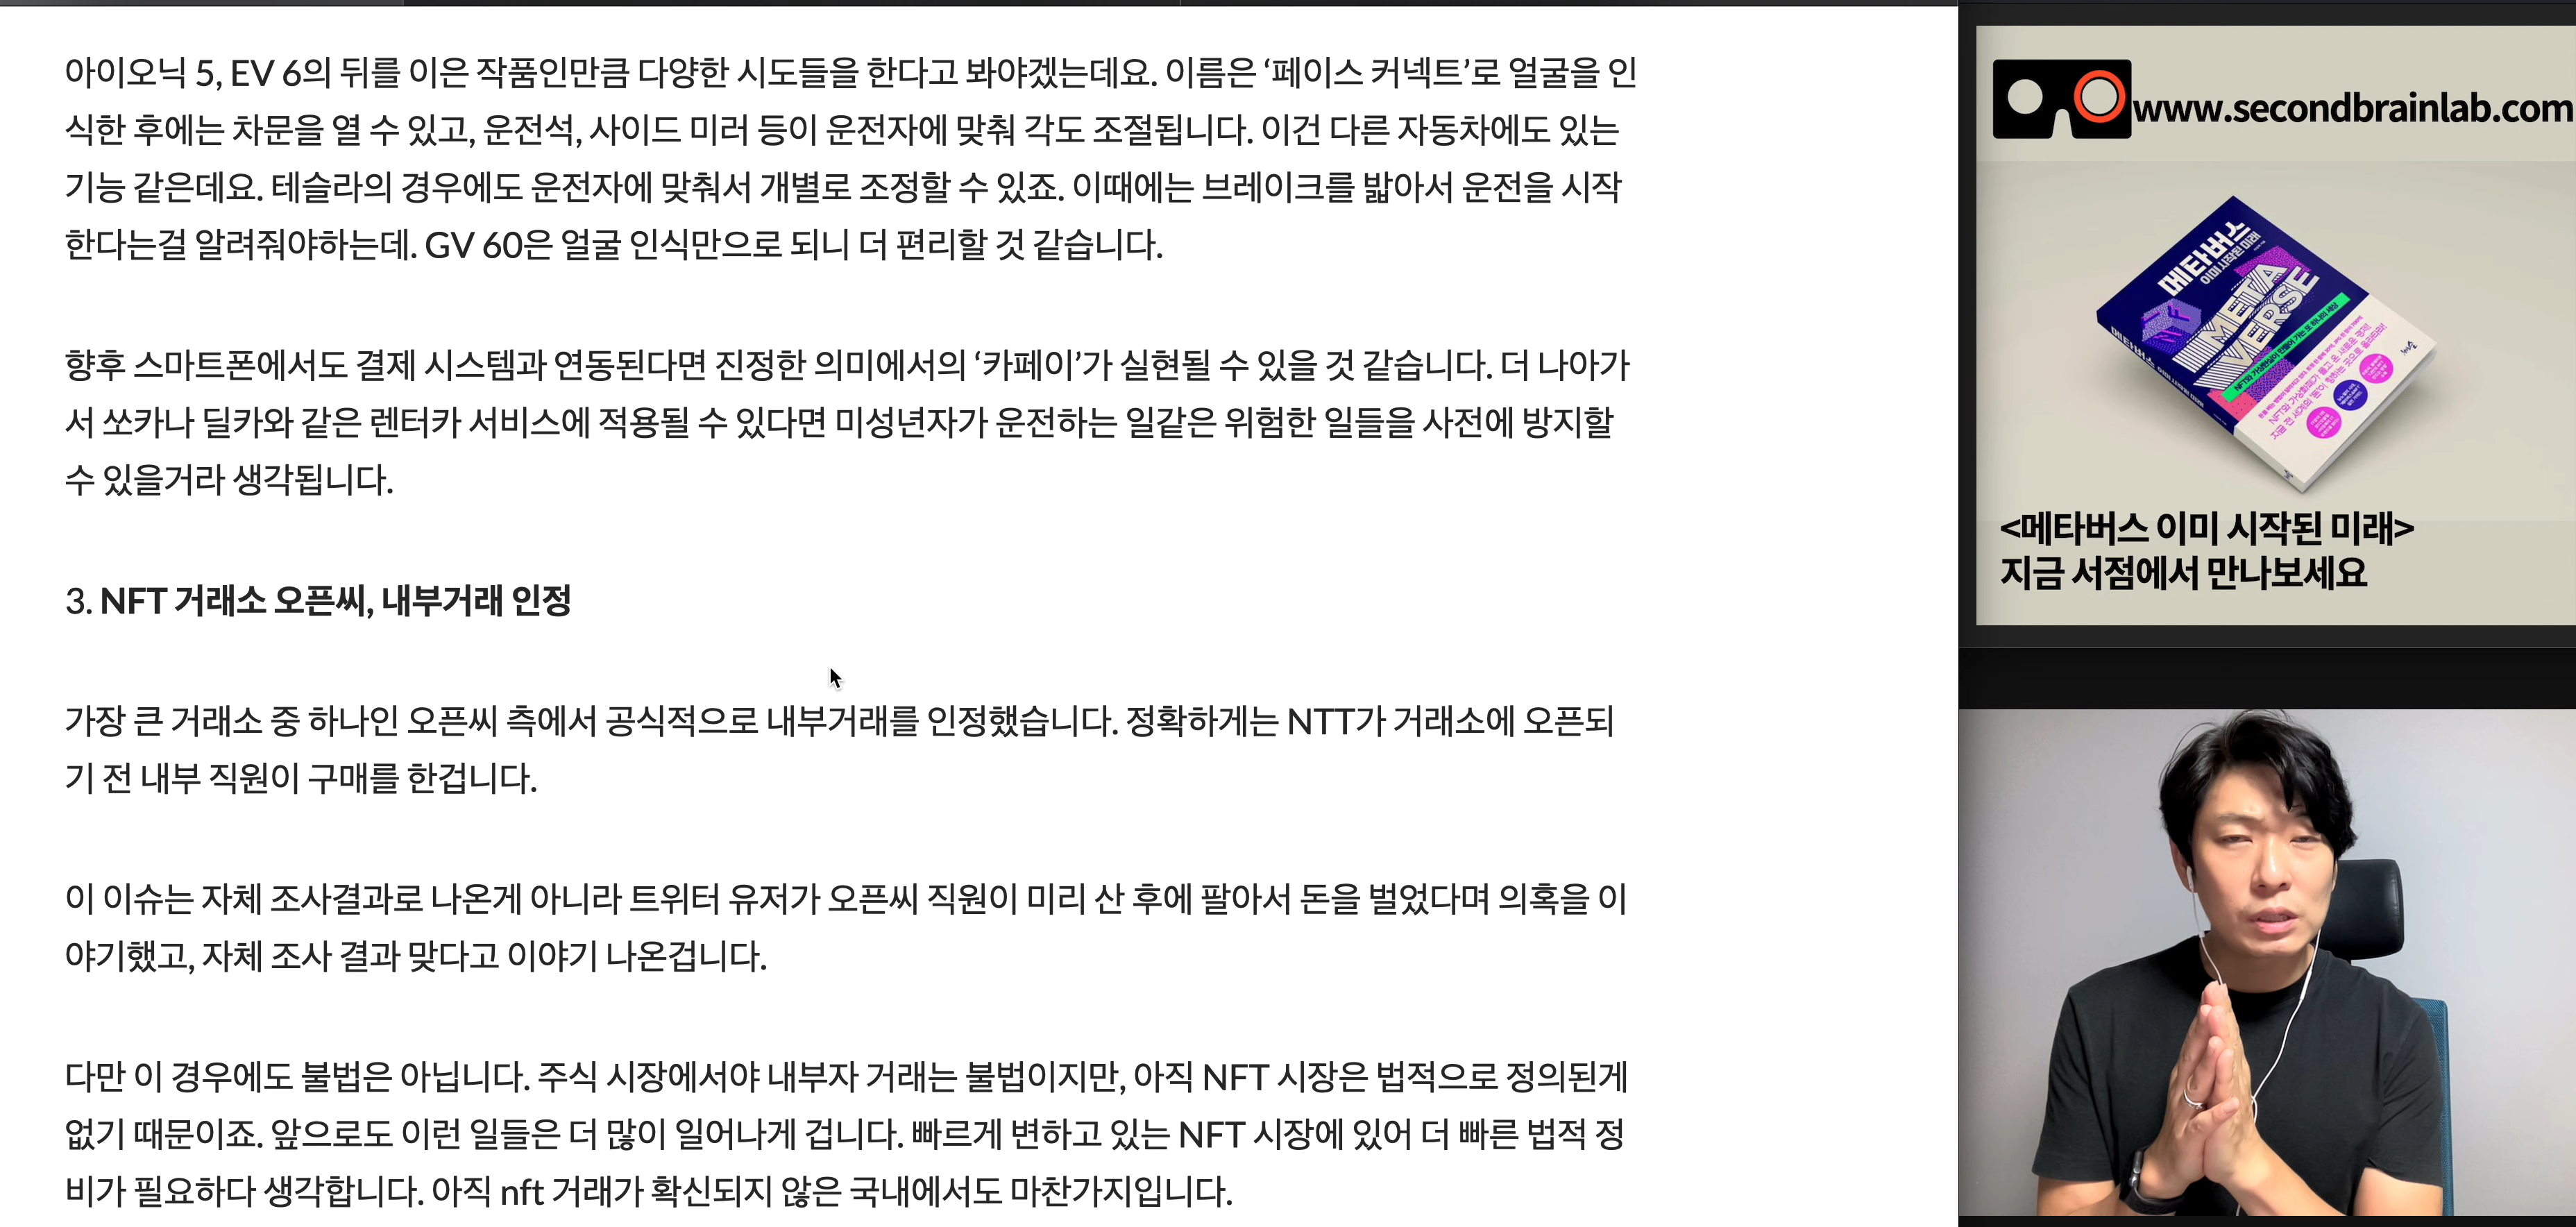 아이오닉 5, EV 6의 뒤를 이은 작품인만큼 다양한 시도들을 한다고 봐야겠는데요. 이름은 ‘페이스 커넥트’로 얼굴을 인
식한 후에는 차문을 열 수 있고, 운전석, 사이드 미러 등이 운전자에 맞춰 각도 조절됩니다. 이건 다른 자동차에도 있는
기능 같은데요. 테슬라의 경우에도 운전자에 맞춰서 개별로 조정할 수 있죠. 이때에는 브레이크를 밟아서 운전을 시작
한다는걸 알려줘야하는데. GV 60은 얼굴 인식만으로 되니 더 편리할 것 같습니다.
향후 스마트폰에서도 결제 시스템과 연동된다면 진정한 의미에서의 ‘카페이’가 실현될 수 있을 것 같습니다. 더 나아가
서 쏘카나 딜카와 같은 렌터카 서비스에 적용될 수 있다면 미성년자가 운전하는 일같은 위험한 일들을 사전에 방지할
수 있을거라 생각됩니다.
3. NFT 거래소 오픈씨, 내부거래 인정
가장 큰 거래소 중 하나인 오픈씨 측에서 공식적으로 내부거래를 인정했습니다. 정확하게는 NTT가 거래소에 오픈되
기 전 내부 직원이 구매를 한겁니다.
이 이슈는 자체 조사결과로 나온게 아니라 트위터 유저가 오픈씨 직원이 미리 산 후에 팔아서 돈을 벌었다며 의혹을 이
야기했고, 자체 조사 결과 맞다고 이야기 나온겁니다.
다만 이 경우에도 불법은 아닙니다. 주식 시장에서야 내부자 거래는 불법이지만, 아직 NFT 시장은 법적으로 정의된게
없기 때문이죠. 앞으로도 이런 일들은 더 많이 일어나게 겁니다. 빠르게 변하고 있는 NFT 시장에 있어 더 빠른 법적 정
비가 필요하다 생각합니다. 아직 nft 거래가 확신되지 않은 국내에서도 마찬가지입니다.
www.secondbrainlab.com
메타버스
이미 시작된 미래
META
VERSE
<메타버스 이미 시작된 미래>
지금 서점에서 만나보세요